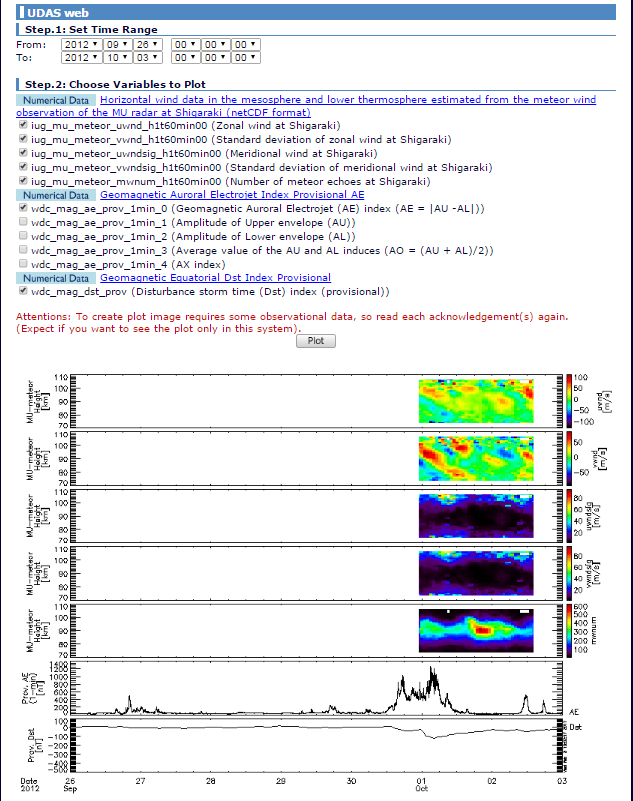 UDAS web
Step.1: Set Time Range
From: 2012 09 26 00 00 00
To: 2012 10 03 00 00 00
Step.2: Choose Variables to Plot
Numerical Data Horizontal wind data in the mesosphere and lower thermosphere estimated from the meteor wind
observation of the MU radar at Shigaraki (netCDF format)
iug_mu_meteor_uwnd_h1t60min00 (Zonal wind at Shigaraki)
iug_mu_meteor_vwnd_h1t60min00 (Standard deviation of zonal wind at Shigaraki)
iug_mu_meteor_uwndsig_h1t60min00 (Meridional wind at Shigaraki)
iug_mu_meteor_vwndsig_h1t60min00 (Standard deviation of meridional wind at Shigaraki)
iug_mu_meteor_mwnum_h1t60min00 (Number of meteor echoes at Shigaraki)
Numerical Data Geomagnetic Auroral Electrojet Index Provisional AE
wdc_mag_ae_prov_1min_0 (Geomagnetic Auroral Electrojet (AE) index (AE = |AU -AL|))
wdc_mag_ae_prov_1min_1 (Amplitude of Upper envelope (AU))
wdc_mag_ae_prov_1min_2 (Amplitude of Lower envelope (AL))
wdc_mag_ae_prov_1min_3 (Average value of the AU and AL induces (AO = (AU + AL)/2))
wdc_mag_ae_prov_1min_4 (AX index)
Numerical Data Geomagnetic Equatorial Dst Index Provisional
wdc_mag_dst_prov (Disturbance storm time (Dst) index (provisional))
Attentions: To create plot image requires some observational data, so read each acknowledgement(s) again.
(Expect if you want to see the plot only in this system).
Plot
MU-meteor
Height
[km]
110
100
90
80
70
100
50
0
-50
-100
uwnd
[m/s]
MU-meteor
Height
[km]
110
100
90
80
70
50
0
-50
vwnd
[m/s]
MU-meteor
Height
[km]
110
100
90
80
70
80
60
40
20
uwndsig
[m/s]
MU-meteor
Height
[km]
110
100
90
80
70
80
60
40
20
vwndsig
[m/s]
MU-meteor
Height
[km]
110
100
90
80
70
600
500
400
300
200
100
mwnum
Prov. AE
(1-min)
[nT]
1400
1200
1000
800
600
400
200
AE
Prov. Dst
[nT]
100
0
-100
-200
-300
-400
-500
Dst
Date 26 27 28 29 30 01 02 03
2012 Sep Oct